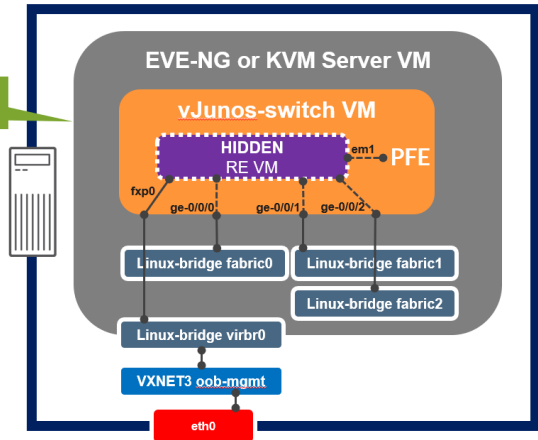 EVE-NG or KVM Server VM
vJunos-switch VM
HIDDEN
RE VM
em1
PFE
fxp0
ge-0/0/0
ge-0/0/1
ge-0/0/2
Linux-bridge fabric0
Linux-bridge fabric1
Linux-bridge fabric2
Linux-bridge virbr0
VXNET3 oob-mgmt
eth0